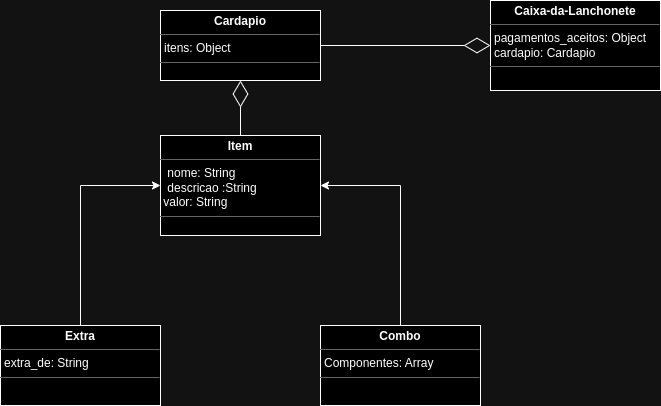 Cardapio
itens: Object
Caixa-da-Lanchonete
pagamentos_aceitos: Object
cardapio: Cardapio
Item
nome: String
descricao :String
valor: String
Extra
extra_de: String
Combo
Componentes: Array